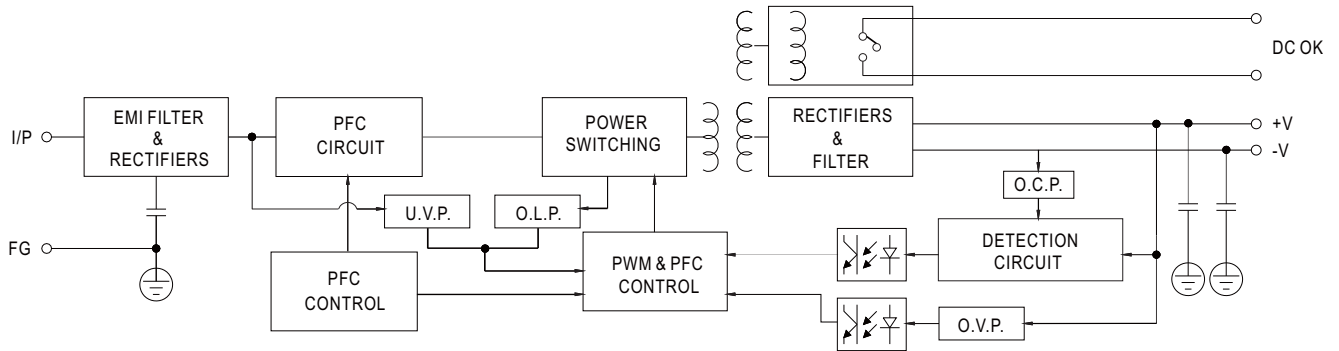 DC OK
I/P
EMI FILTER
&
RECTIFIERS
PFC
CIRCUIT
POWER
SWITCHING
RECTIFIERS
&
FILTER
+V
-V
U.V.P.
O.L.P.
O.C.P.
FG
PFC
CONTROL
PWM & PFC
CONTROL
DETECTION
CIRCUIT
O.V.P.